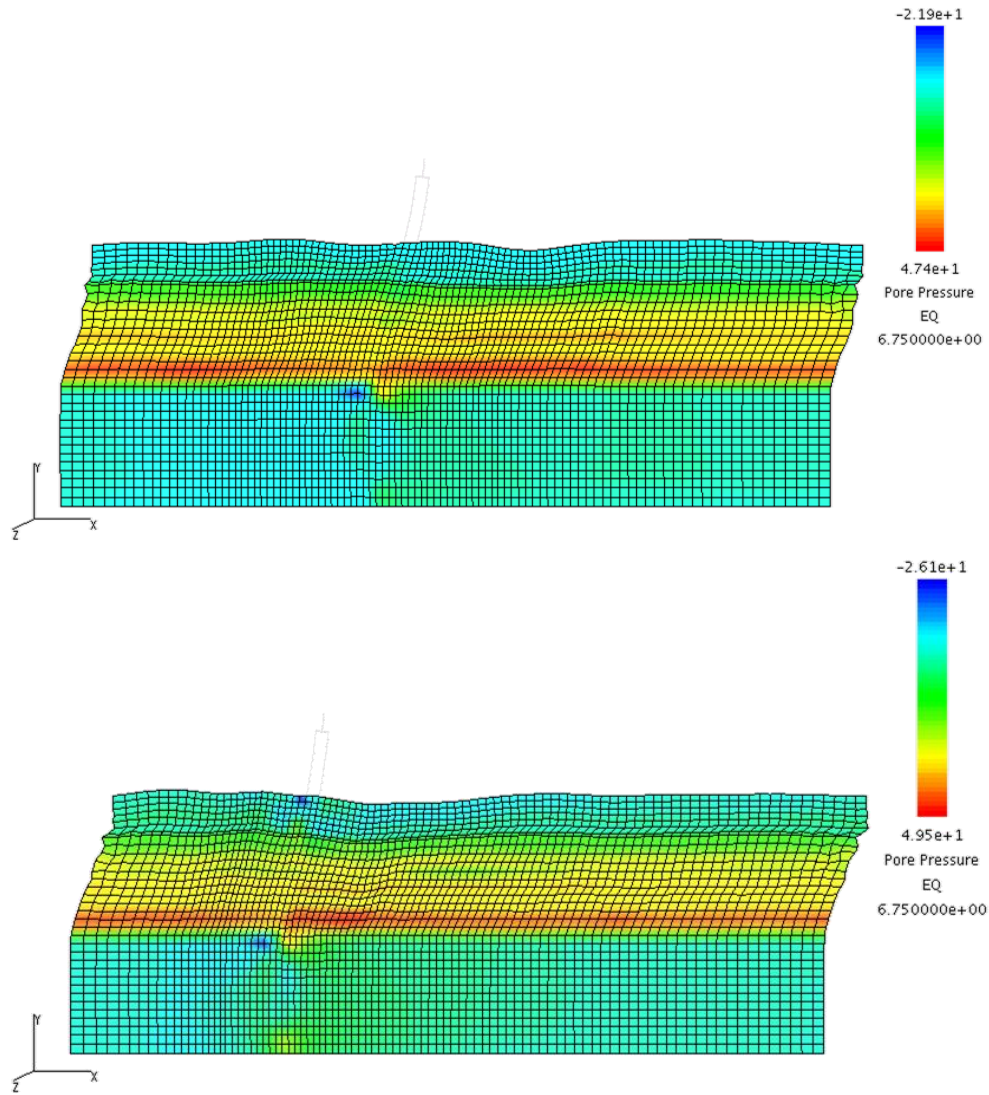 -2.19e+1
4.74e+1
Pore Pressure
EQ
6.750000e+00
Y
Z
X
-2.61e+1
4.95e+1
Pore Pressure
EQ
6.750000e+00
Y
Z
X